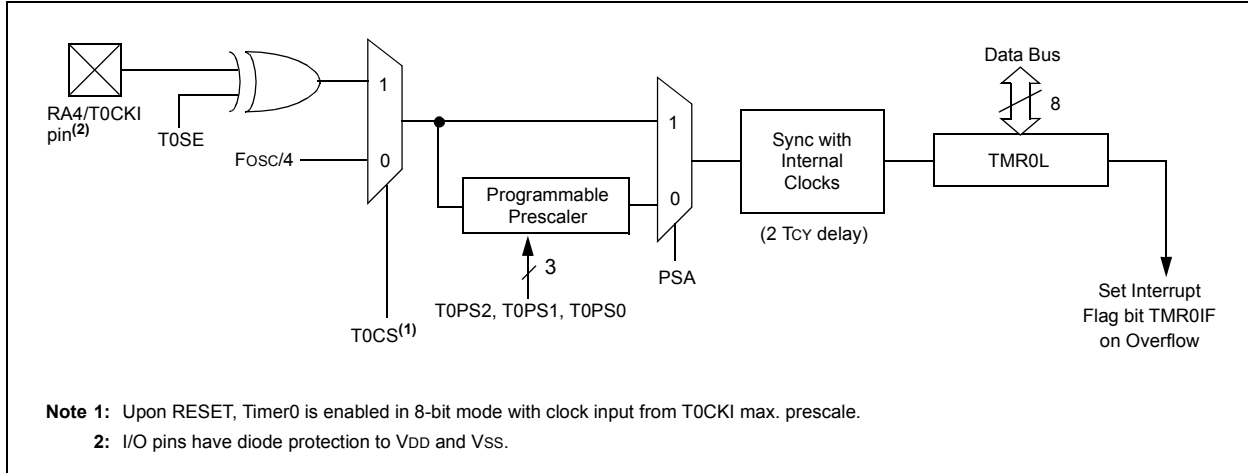 Data Bus
8
RA4/T0CKI
pin(2)
T0SE
1
FOSC/4
0
T0CS(1)
Programmable
Prescaler
3
T0PS2, T0PS1, T0PS0
1
0
PSA
Sync with
Internal
Clocks
(2 TCY delay)
TMR0L
Set Interrupt
Flag bit TMR0IF
on Overflow
Note 1: Upon RESET, Timer0 is enabled in 8-bit mode with clock input from T0CKI max. prescale.
2: I/O pins have diode protection to VDD and VSS.